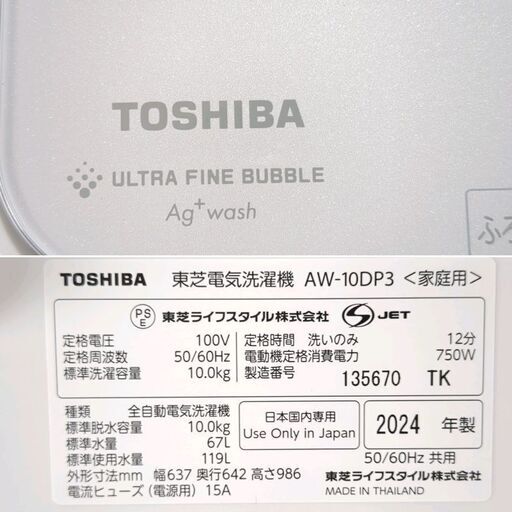 TOSHIBA
ULTRA FINE BUBBLE
Ag+wash
ふろ
TOSHIBA 東芝電気洗濯機 AW-10DP3 <家庭用>
PSE 東芝ライフスタイル株式会社 S JET
定格電圧 100V
定格周波数 50/60Hz
標準洗濯容量 10.0kg
定格時間 洗いのみ 12分
電動機定格消費電力 750W
製造番号 135670 TK
種類 全自動電気洗濯機
標準脱水容量 10.0kg
標準水量 67L
標準使用水量 119L
外形寸法mm 幅637 奥行642 高さ986
電流ヒューズ (電源用) 15A
日本国内専用
Use Only in Japan
2024 年製
50/60Hz 共用
東芝ライフスタイル株式会社
MADE IN THAILAND